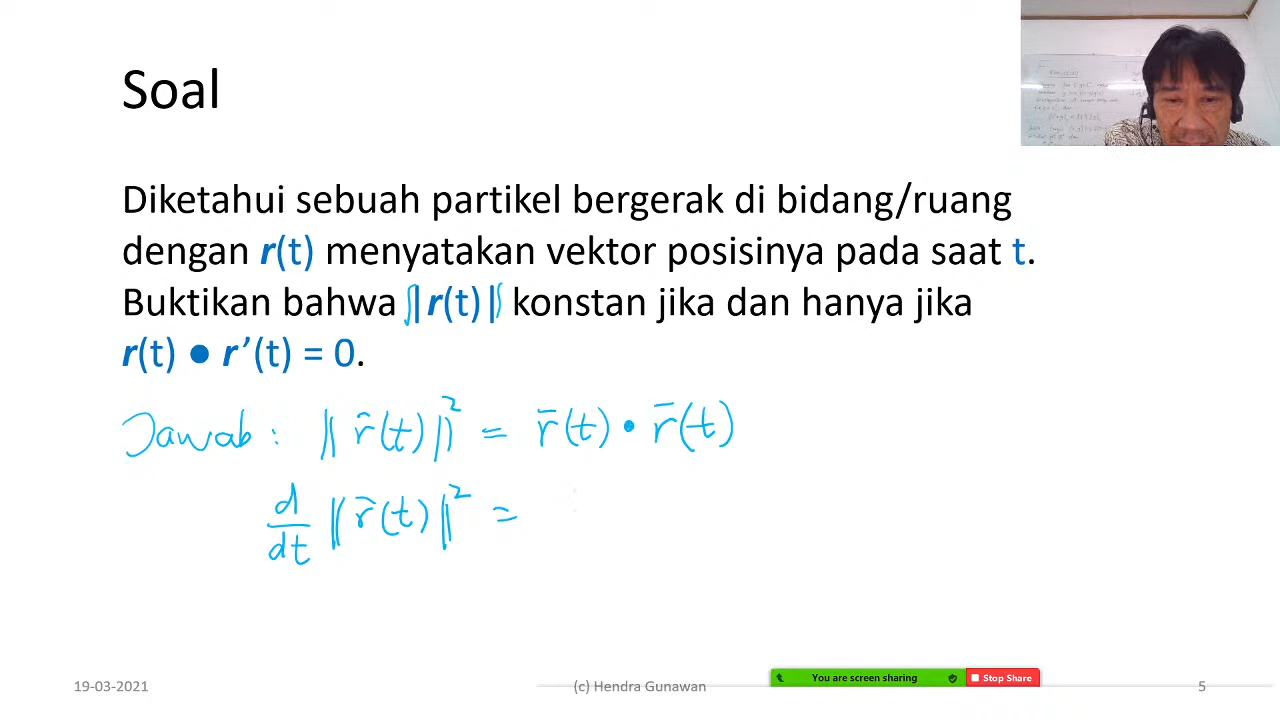 Soal
Diketahui sebuah partikel bergerak di bidang/ruang
dengan r(t) menyatakan vektor posisinya pada saat t.
Buktikan bahwa ‖r(t)‖ konstan jika dan hanya jika
r(t) ● r’(t) = 0.
Jawab : ‖r̄(t)‖² = r̄(t) • r̄(t)
d/dt ‖r̄(t)‖² =
19-03-2021
(c) Hendra Gunawan
You are screen sharing
Stop Share
5